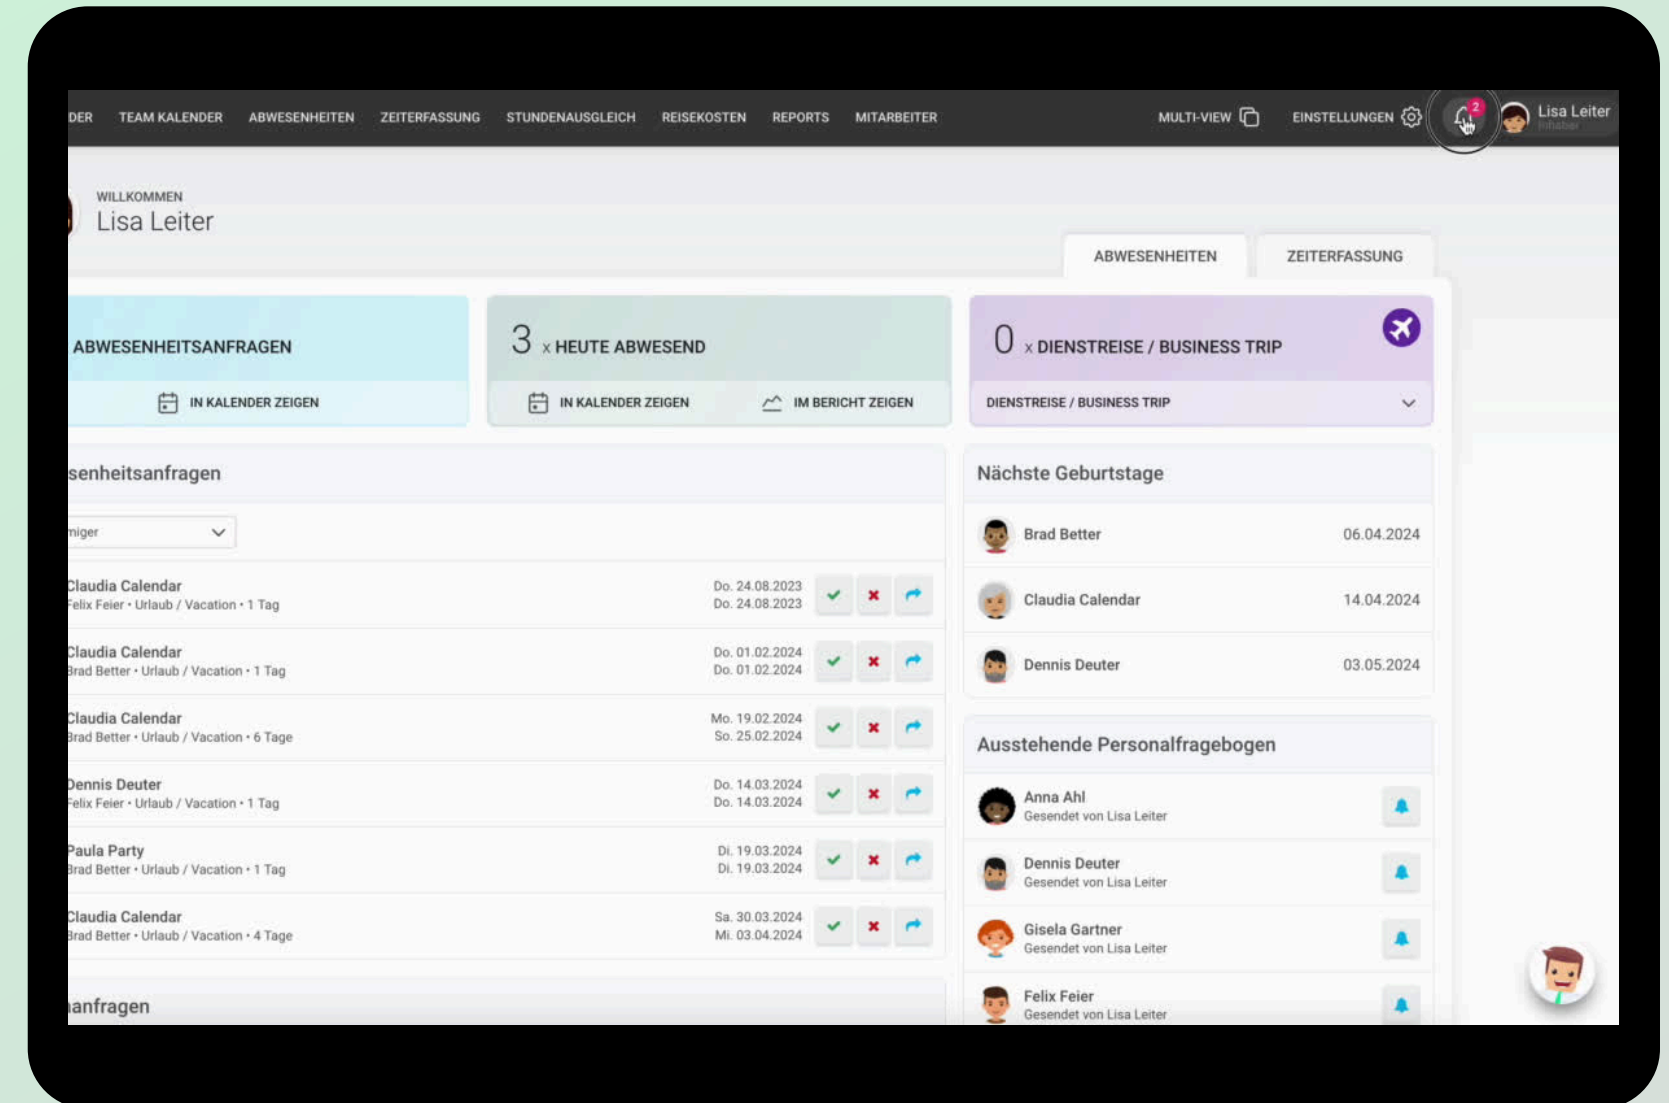 DER TEAM KALENDER ABWESENHEITEN ZEITERFASSUNG STUNDENAUSGLEICH REISEKOSTEN REPORTS MITARBEITER MULTI-VIEW EINSTELLUNGEN 2 Lisa Leiter
Inhaber
WILLKOMMEN
Lisa Leiter
ABWESENHEITEN ZEITERFASSUNG
ABWESENHEITSANFRAGEN
IN KALENDER ZEIGEN
3 x HEUTE ABWESEND
IN KALENDER ZEIGEN IM BERICHT ZEIGEN
0 x DIENSTREISE / BUSINESS TRIP
DIENSTREISE / BUSINESS TRIP
senheitsanfragen
niger
Claudia Calendar
Felix Feier • Urlaub / Vacation • 1 Tag
Do. 24.08.2023
Do. 24.08.2023
Claudia Calendar
Brad Better • Urlaub / Vacation • 1 Tag
Do. 01.02.2024
Do. 01.02.2024
Claudia Calendar
Brad Better • Urlaub / Vacation • 6 Tage
Mo. 19.02.2024
So. 25.02.2024
Dennis Deuter
Felix Feier • Urlaub / Vacation • 1 Tag
Do. 14.03.2024
Do. 14.03.2024
Paula Party
Brad Better • Urlaub / Vacation • 1 Tag
Di. 19.03.2024
Di. 19.03.2024
Claudia Calendar
Brad Better • Urlaub / Vacation • 4 Tage
Sa. 30.03.2024
Mi. 03.04.2024
anfragen
Nächste Geburtstage
Brad Better 06.04.2024
Claudia Calendar 14.04.2024
Dennis Deuter 03.05.2024
Ausstehende Personalfragebogen
Anna Ahl
Gesendet von Lisa Leiter
Dennis Deuter
Gesendet von Lisa Leiter
Gisela Gartner
Gesendet von Lisa Leiter
Felix Feier
Gesendet von Lisa Leiter